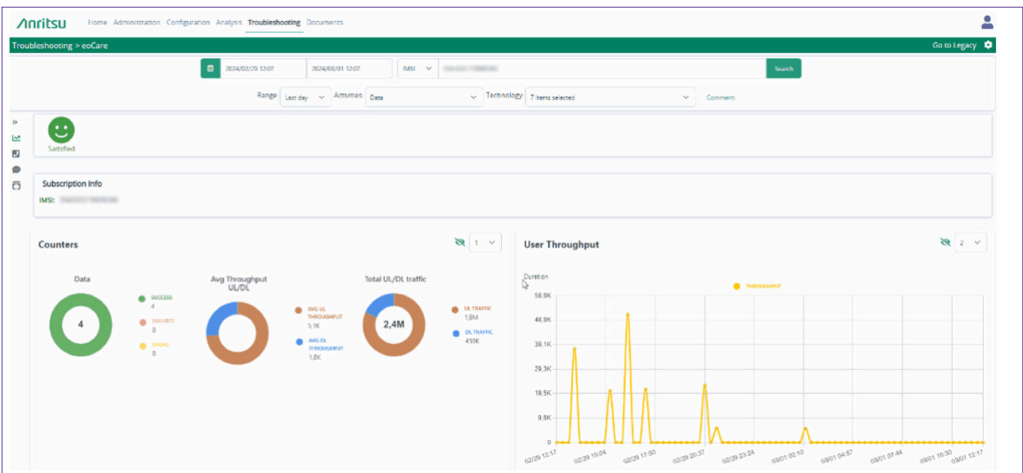 Anritsu Home Administration Configuration Analysis Troubleshooting Documents
Troubleshooting > eoCare Go to Legacy
2024/02/29 12:07 2024/03/01 12:07 IMSI Search
Range Last day Activities Data Technology 7 items selected Comment
Satisfied
Subscription Info
IMSI:
Counters 1
Data
4
SUCCESS
4
FAILURES
0
0
Avg Throughput
UL/DL
AVG UL
THROUGHPUT
5,1K
AVG DL
THROUGHPUT
1,8K
Total UL/DL traffic
2,4M
UL TRAFFIC
1,9M
DL TRAFFIC
450K
User Throughput 2
Duration
THROUGHPUT
58,6K
48,8K
39,1K
29,3K
19,5K
9,8K
0
02/29 12:17 02/29 15:04 02/29 17:50 02/29 20:37 02/29 23:24 03/01 02:10 03/01 04:57 03/01 07:44 03/01 10:30 03/01 12:17